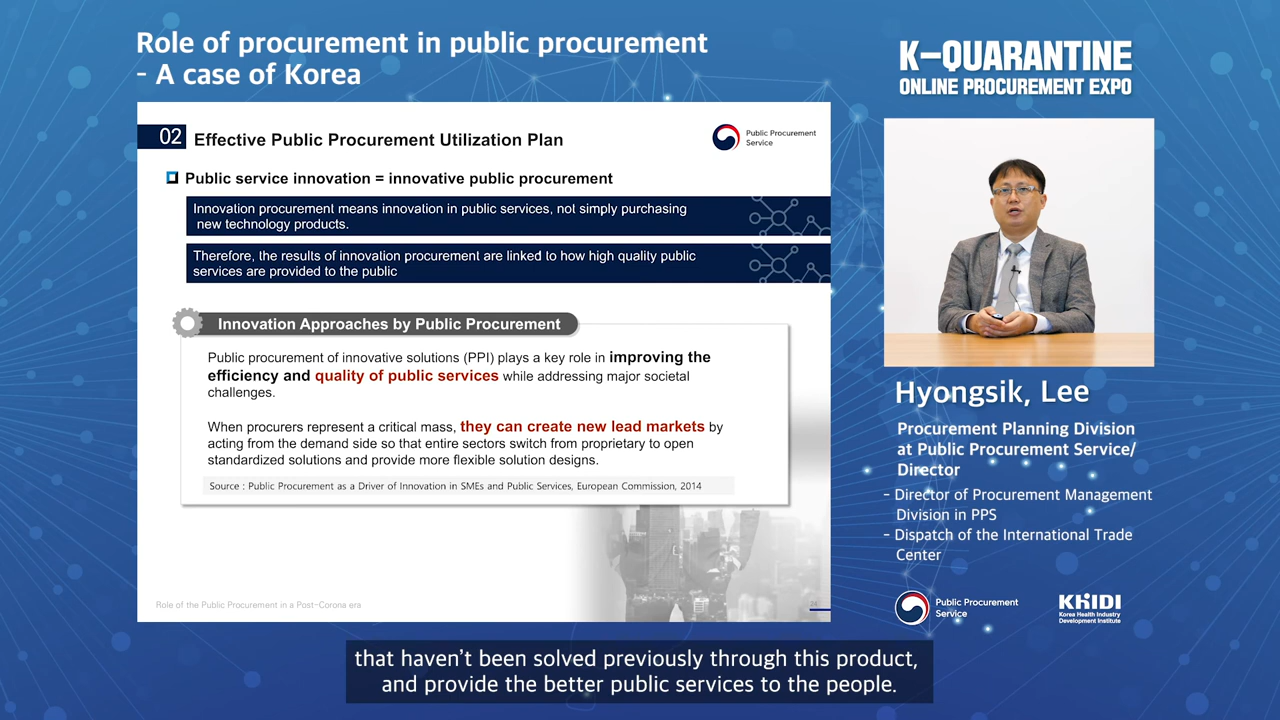 Role of procurement in public procurement
- A case of Korea
K-QUARANTINE
ONLINE PROCUREMENT EXPO
02 Effective Public Procurement Utilization Plan
Public Procurement
Service
Public service innovation = innovative public procurement
Innovation procurement means innovation in public services, not simply purchasing
new technology products.
Therefore, the results of innovation procurement are linked to how high quality public
services are provided to the public
Innovation Approaches by Public Procurement
Public procurement of innovative solutions (PPI) plays a key role in improving the
efficiency and quality of public services while addressing major societal
challenges.
When procurers represent a critical mass, they can create new lead markets by
acting from the demand side so that entire sectors switch from proprietary to open
standardized solutions and provide more flexible solution designs.
Source : Public Procurement as a Driver of Innovation in SMEs and Public Services, European Commission, 2014
Role of the Public Procurement in a Post-Corona era
Hyongsik, Lee
Procurement Planning Division
at Public Procurement Service/
Director
- Director of Procurement Management
Division in PPS
- Dispatch of the International Trade
Center
Public Procurement
Service
KHIDI
Korea Health Industry
Development Institute
that haven't been solved previously through this product,
and provide the better public services to the people.